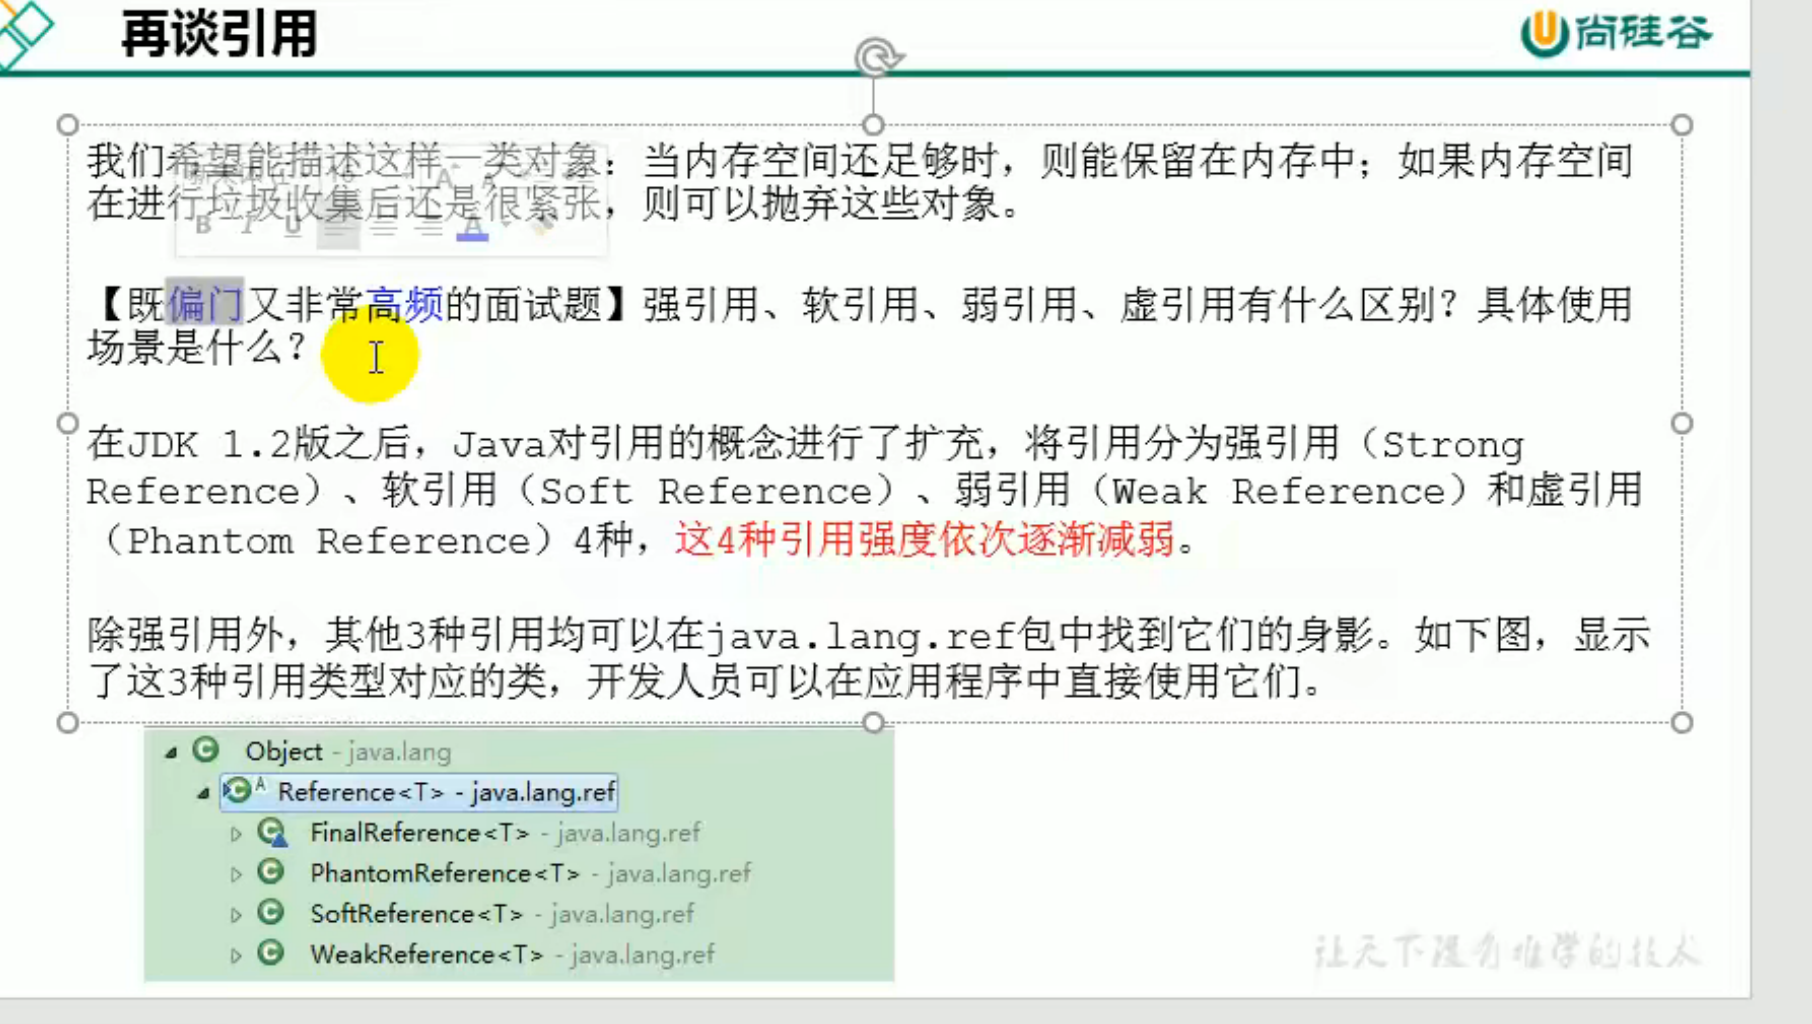 再谈引用
尚硅谷
我们希望能描述这样一类对象：当内存空间还足够时，则能保留在内存中；如果内存空间
在进行垃圾收集后还是很紧张，则可以抛弃这些对象。
B I U A
【既偏门又非常高频的面试题】强引用、软引用、弱引用、虚引用有什么区别？具体使用
场景是什么？
在JDK 1.2版之后，Java对引用的概念进行了扩充，将引用分为强引用（Strong
Reference）、软引用（Soft Reference）、弱引用（Weak Reference）和虚引用
（Phantom Reference）4种，这4种引用强度依次逐渐减弱。
除强引用外，其他3种引用均可以在java.lang.ref包中找到它们的身影。如下图，显示
了这3种引用类型对应的类，开发人员可以在应用程序中直接使用它们。
Object - java.lang
Reference<T> - java.lang.ref
FinalReference<T> - java.lang.ref
PhantomReference<T> - java.lang.ref
SoftReference<T> - java.lang.ref
WeakReference<T> - java.lang.ref
让天下没有难学的技术